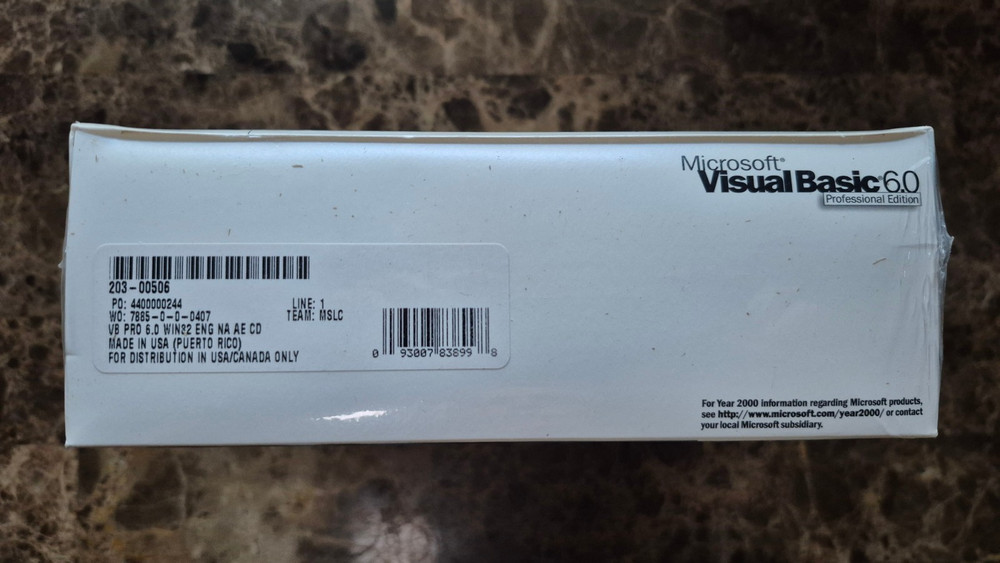 Microsoft®
Visual Basic® 6.0
Professional Edition
203-00506
PO: 4400000244 LINE: 1
WO: 7885-0-0-0407 TEAM: MSLC
VB PRO 6.0 WIN32 ENG NA AE CD
MADE IN USA (PUERTO RICO)
FOR DISTRIBUTION IN USA/CANADA ONLY
0 93007 83899 8
For Year 2000 information regarding Microsoft products,
see http://www.microsoft.com/year2000/ or contact
your local Microsoft subsidiary.